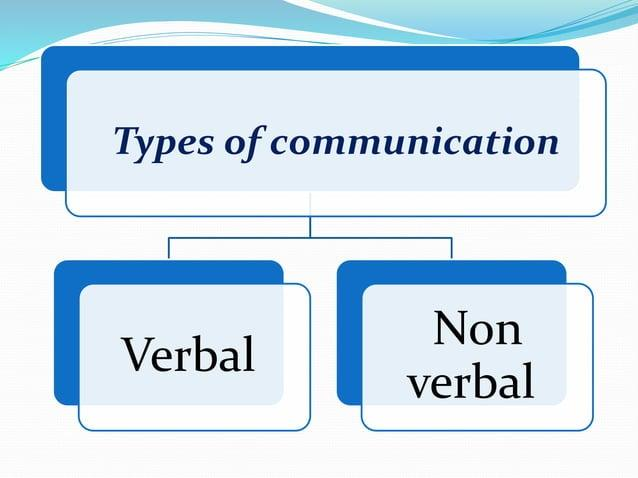 Types of communication
Verbal
Non
verbal